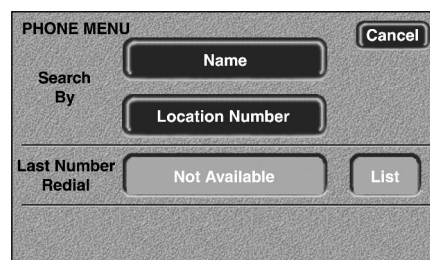 PHONE MENU
Cancel
Search
By
Name
Location Number
Last Number
Redial
Not Available
List